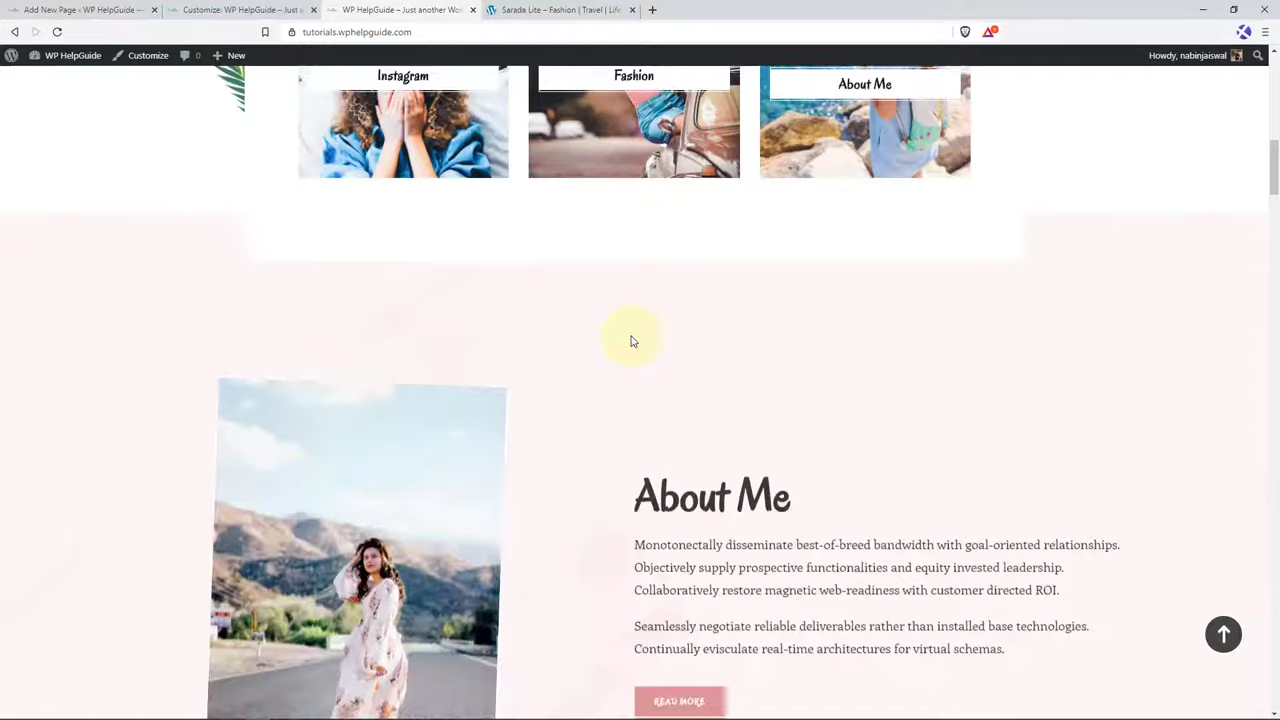 Add New Page ‹ WP HelpGuide —
Customize: WP HelpGuide – Just a
WP HelpGuide – Just another Wo
Sarada Lite – Fashion | Travel | Life
tutorials.wphelpguide.com
WP HelpGuide
Customize
0
New
Howdy, nabinjaiswal
Instagram
Fashion
About Me
About Me
Monotonectally disseminate best-of-breed bandwidth with goal-oriented relationships.
Objectively supply prospective functionalities and equity invested leadership.
Collaboratively restore magnetic web-readiness with customer directed ROI.
Seamlessly negotiate reliable deliverables rather than installed base technologies.
Continually evisculate real-time architectures for virtual schemas.
READ MORE